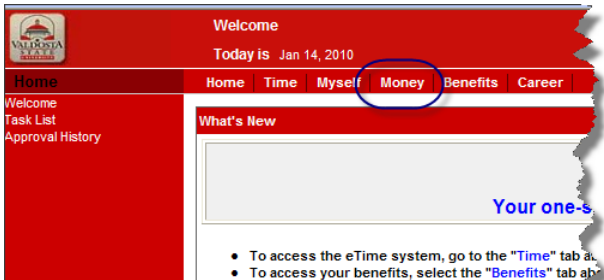 Welcome
Today is Jan 14, 2010
VALDOSTA
STATE
Home
Home Time Myself Money Benefits Career
Welcome
Task List
Approval History
What's New
Your one-s
To access the eTime system, go to the "Time" tab
To access your benefits, select the "Benefits" tab